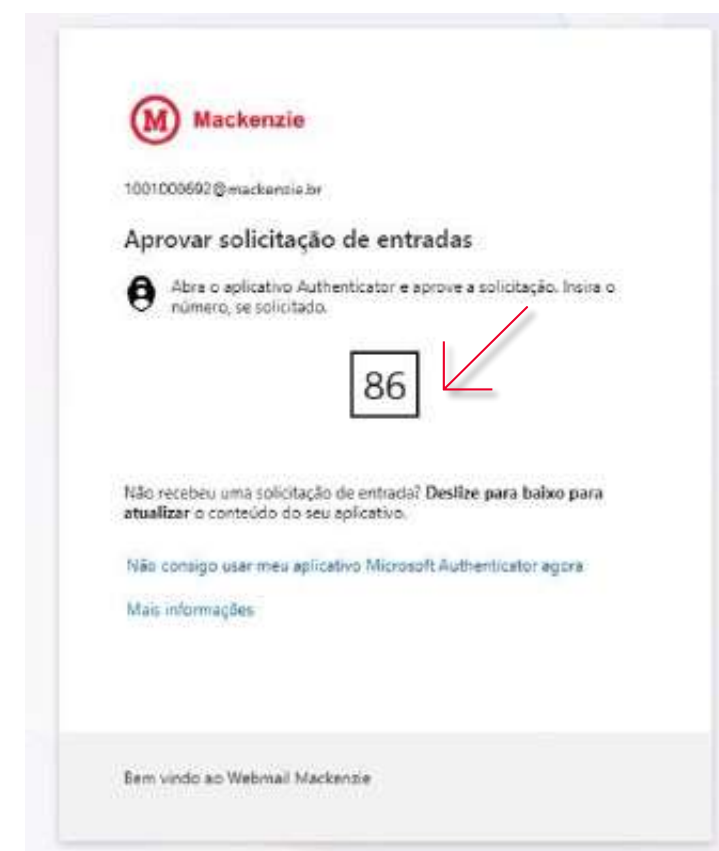 Mackenzie
1001000692@mackenzie.br
Aprovar solicitação de entradas
Abra o aplicativo Authenticator e aprove a solicitação. Insira o
número, se solicitado.
86
Não recebeu uma solicitação de entrada? Deslize para baixo para
atualizar o conteúdo do seu aplicativo.
Não consigo usar meu aplicativo Microsoft Authenticator agora
Mais informações
Bem vindo ao Webmail Mackenzie